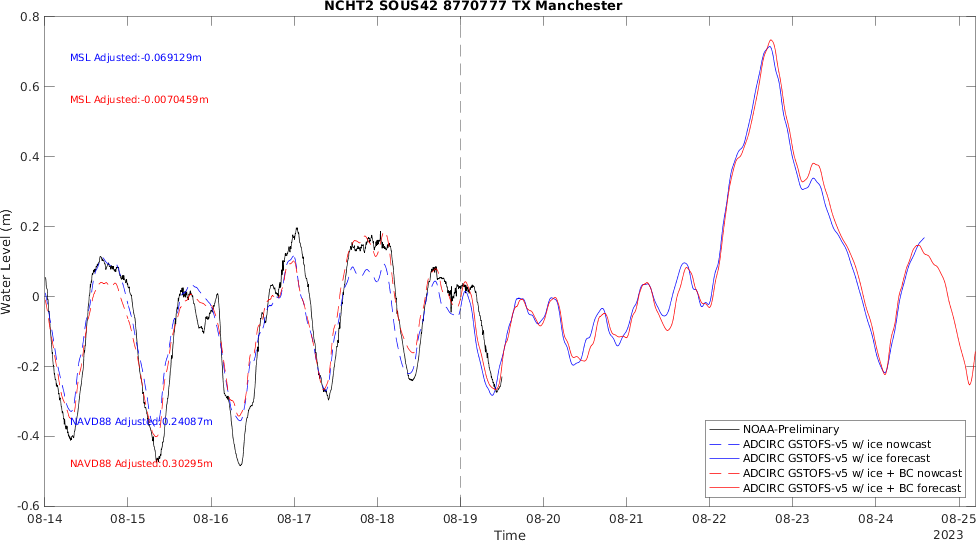 NCHT2 SOUS42 8770777 TX Manchester
0.8
MSL Adjusted:-0.069129m
0.6
MSL Adjusted:-0.0070459m
0.4
0.2
Water Level (m)
0
-0.2
NAVD88 Adjusted:0.24087m
-0.4
NOAA-Preliminary
ADCIRC GSTOFS-v5 w/ ice nowcast
ADCIRC GSTOFS-v5 w/ ice forecast
NAVD88 Adjusted:0.30295m
ADCIRC GSTOFS-v5 w/ ice + BC nowcast
ADCIRC GSTOFS-v5 w/ ice + BC forecast
-0.6
08-14 08-15 08-16 08-17 08-18 08-19 08-20 08-21 08-22 08-23 08-24 08-25
Time
2023